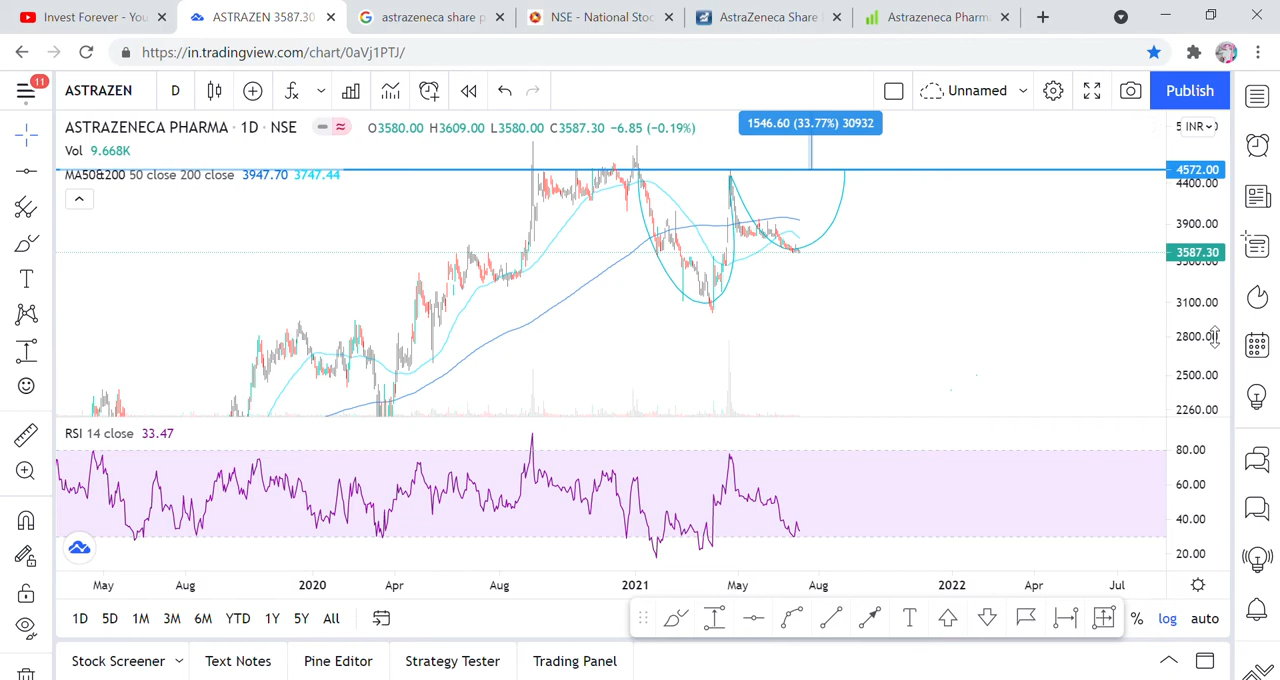 Invest Forever - You
ASTRAZEN 3587.30
astrazeneca share p
NSE - National Stoc
AstraZeneca Share
Astrazeneca Pharm
https://in.tradingview.com/chart/0aVj1PTJ/
11
ASTRAZEN
D
Unnamed
Publish
ASTRAZENECA PHARMA · 1D · NSE
O3580.00 H3609.00 L3580.00 C3587.30 −6.85 (−0.19%)
1546.60 (33.77%) 30932
INR
Vol 9.668K
MA50&200 50 close 200 close 3947.70 3747.44
4572.00
4400.00
3900.00
3587.30
3500.00
3100.00
2800.00
2500.00
2260.00
RSI 14 close 33.47
80.00
60.00
40.00
20.00
May Aug 2020 Apr Aug 2021 May Aug 2022 Apr Jul
1D 5D 1M 3M 6M YTD 1Y 5Y All
T
% log auto
Stock Screener Text Notes Pine Editor Strategy Tester Trading Panel